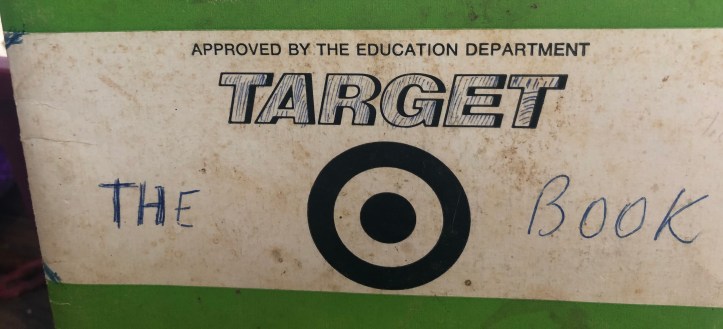 APPROVED BY THE EDUCATION DEPARTMENT
TARGET
THE BOOK